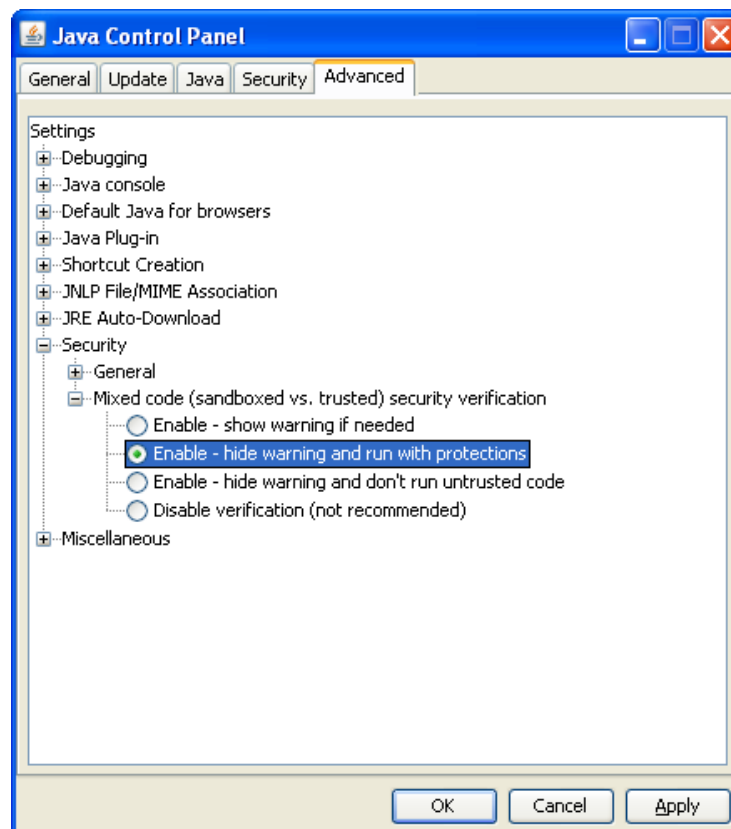 Java Control Panel
General Update Java Security Advanced
Settings
Debugging
Java console
Default Java for browsers
Java Plug-in
Shortcut Creation
JNLP File/MIME Association
JRE Auto-Download
Security
General
Mixed code (sandboxed vs. trusted) security verification
Enable - show warning if needed
Enable - hide warning and run with protections
Enable - hide warning and don't run untrusted code
Disable verification (not recommended)
Miscellaneous
OK Cancel Apply